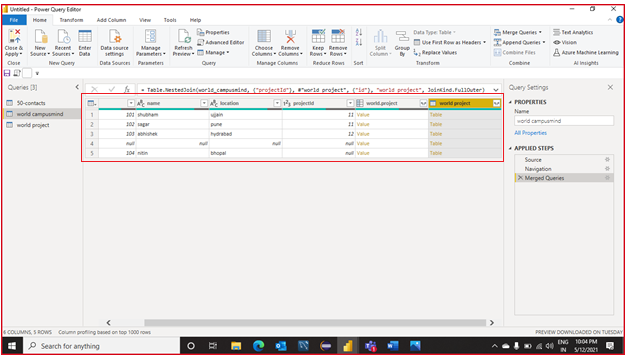 Untitled - Power Query Editor
File Home Transform Add Column View Tools Help
Close & Apply
New Source
Recent Sources
Enter Data
Data source settings
Manage Parameters
Refresh Preview
Properties
Advanced Editor
Manage
Choose Columns
Remove Columns
Keep Rows
Remove Rows
Split Column
Group By
Data Type: Table
Use First Row as Headers
Replace Values
Merge Queries
Append Queries
Combine Files
Text Analytics
Vision
Azure Machine Learning
Close New Query Data Sources Parameters Query Manage Columns Reduce Rows Sort Transform Combine AI Insights
Queries [3]
50-contacts
world campusmind
world project
= Table.NestedJoin(world_campusmind, {"projectId"}, #"world project", {"id"}, "world project", JoinKind.FullOuter)
name location projectId world.project world project
1 101 shubham ujjain 11 Value Table
2 102 sagar pune 11 Value Table
3 103 abhishek hydrabad 12 Value Table
4 null null null null Value Table
5 104 nitin bhopal null Value Table
Query Settings
PROPERTIES
Name
world campusmind
All Properties
APPLIED STEPS
Source
Navigation
Merged Queries
6 COLUMNS, 5 ROWS Column profiling based on top 1000 rows
PREVIEW DOWNLOADED ON TUESDAY
Type here to search for anything
ENG
IN
10:04 PM
5/12/2021